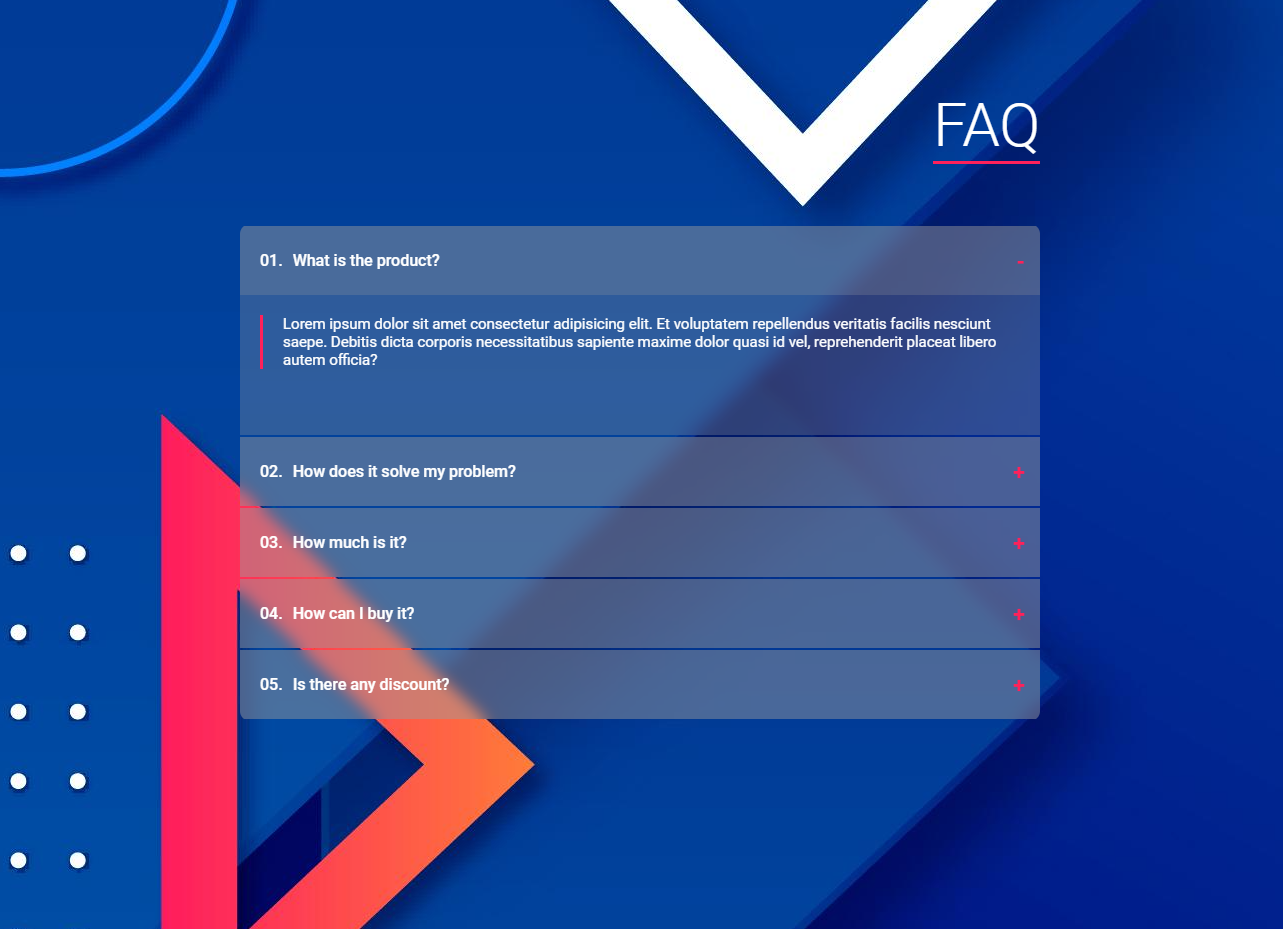 FAQ
01. What is the product? -
Lorem ipsum dolor sit amet consectetur adipisicing elit. Et voluptatem repellendus veritatis facilis nesciunt
saepe. Debitis dicta corporis necessitatibus sapiente maxime dolor quasi id vel, reprehenderit placeat libero
autem officia?
02. How does it solve my problem? +
03. How much is it? +
04. How can I buy it? +
05. Is there any discount? +